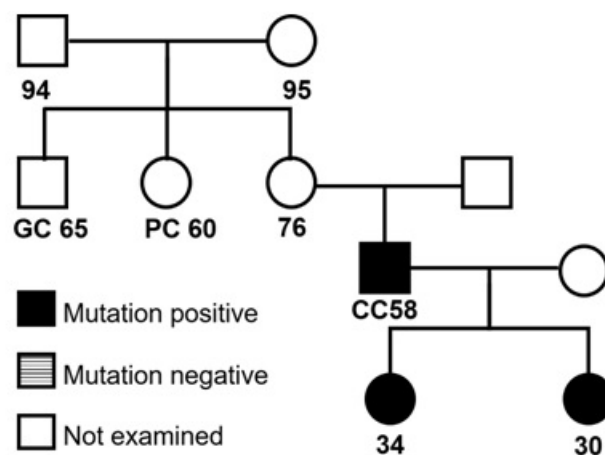 94 95
GC 65 PC 60 76
CC58
Mutation positive
Mutation negative
Not examined
34 30